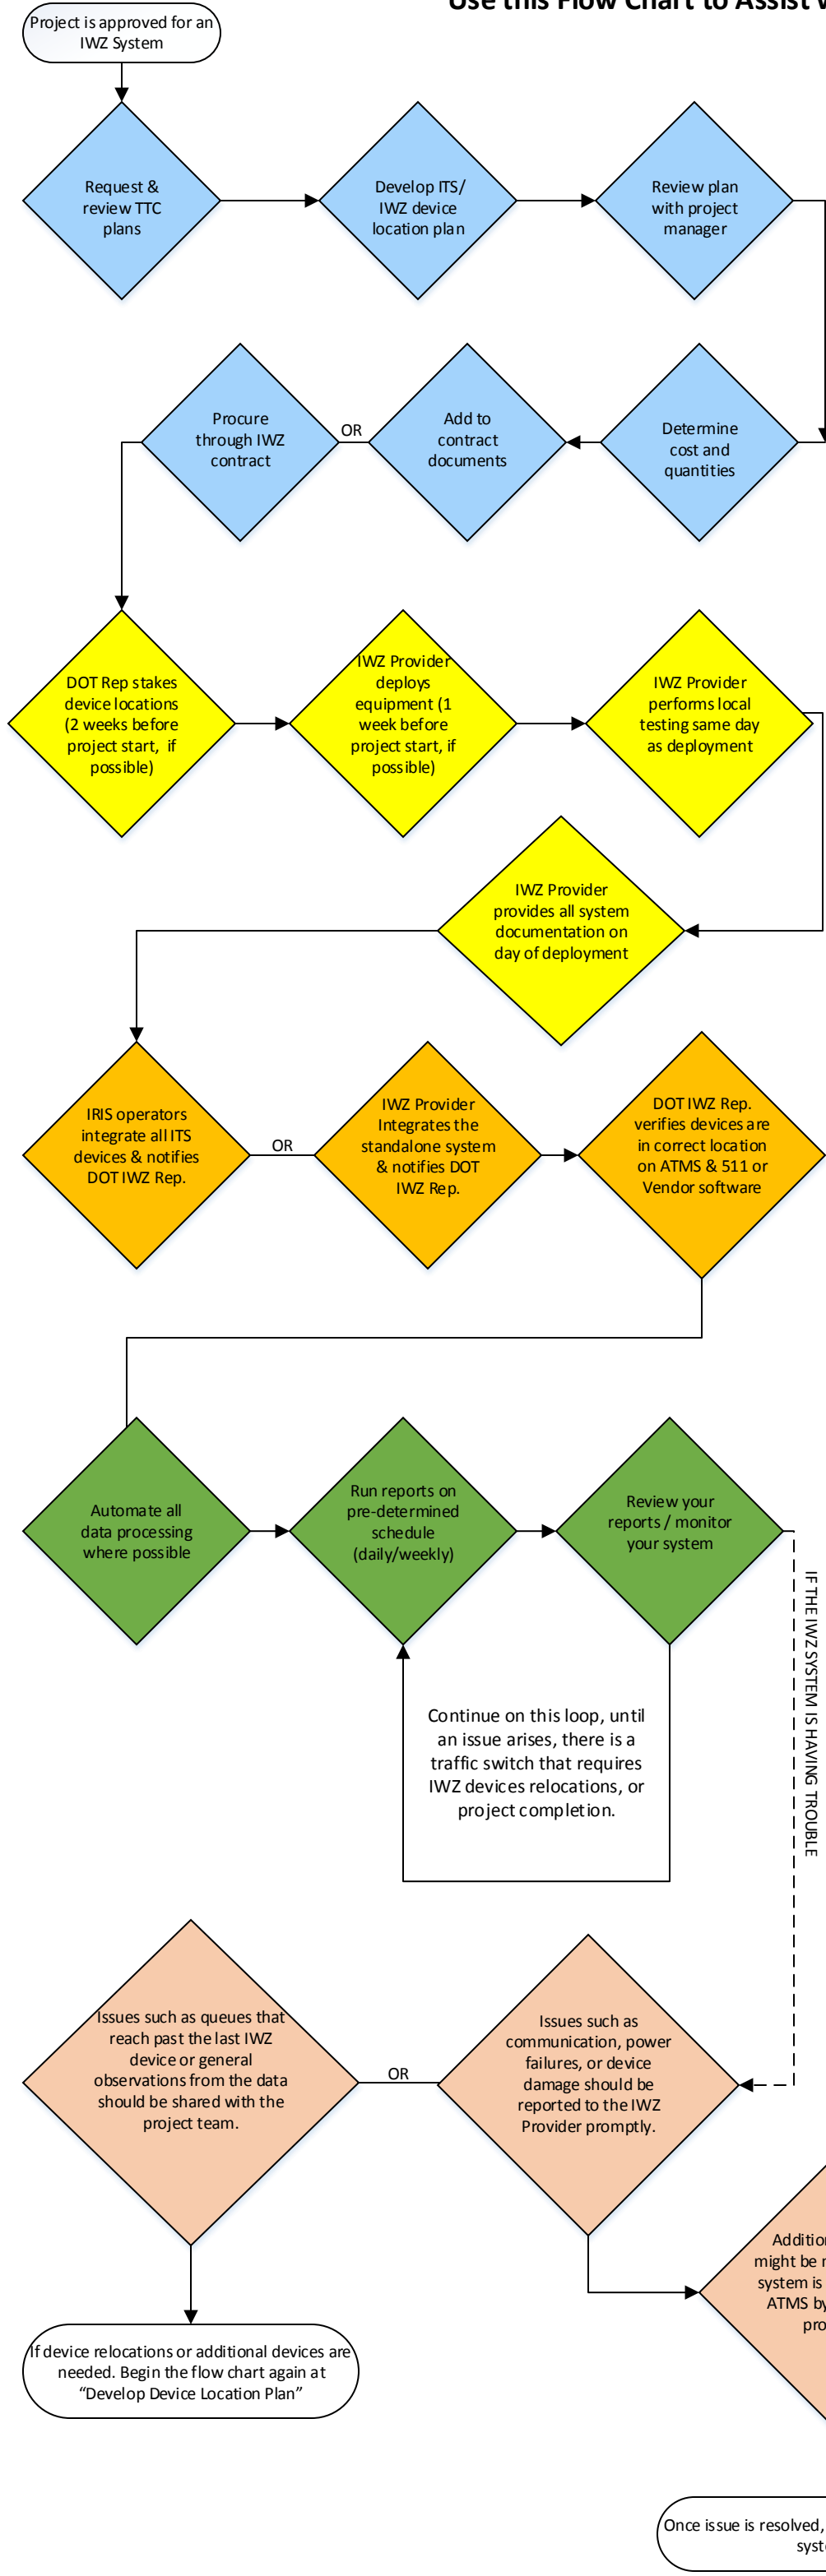 Use this Flow Chart to Assist
Project is approved for an
IWZ System
Request &
review TTC
plans
Develop ITS/
IWZ device
location plan
Review plan
with project
manager
Procure
through IWZ
contract
OR
Add to
contract
documents
Determine
cost and
quantities
DOT Rep stakes
device locations
(2 weeks before
project start, if
possible)
IWZ Provider
deploys
equipment (1
week before
project start, if
possible)
IWZ Provider
performs local
testing same day
as deployment
IWZ Provider
provides all system
documentation on
day of deployment
IRIS operators
integrate all ITS
devices & notifies
DOT IWZ Rep.
OR
IWZ Provider
Integrates the
standalone system
& notifies DOT
IWZ Rep.
DOT IWZ Rep.
verifies devices are
in correct location
on ATMS & 511 or
Vendor software
Automate all
data processing
where possible
Run reports on
pre-determined
schedule
(daily/weekly)
Review your
reports / monitor
your system
IF THE IWZ SYSTEM IS HAVING TROUBLE
Continue on this loop, until
an issue arises, there is a
traffic switch that requires
IWZ devices relocations, or
project completion.
Issues such as queues that
reach past the last IWZ
device or general
observations from the data
should be shared with the
project team.
OR
Issues such as
communication, power
failures, or device
damage should be
reported to the IWZ
Provider promptly.
might be
system is
ATMS by
If device relocations or additional devices are
needed. Begin the flow chart again at
“Develop Device Location Plan”
Once issue is resolved,